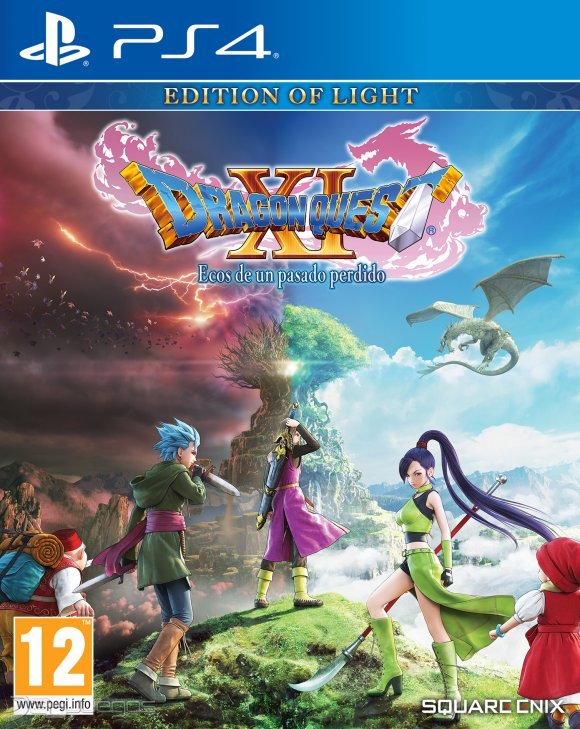 PS4
EDITION OF LIGHT
DRAGON QUEST XI
Ecos de un pasado perdido
12
www.pegi.info
SQUARE ENIX